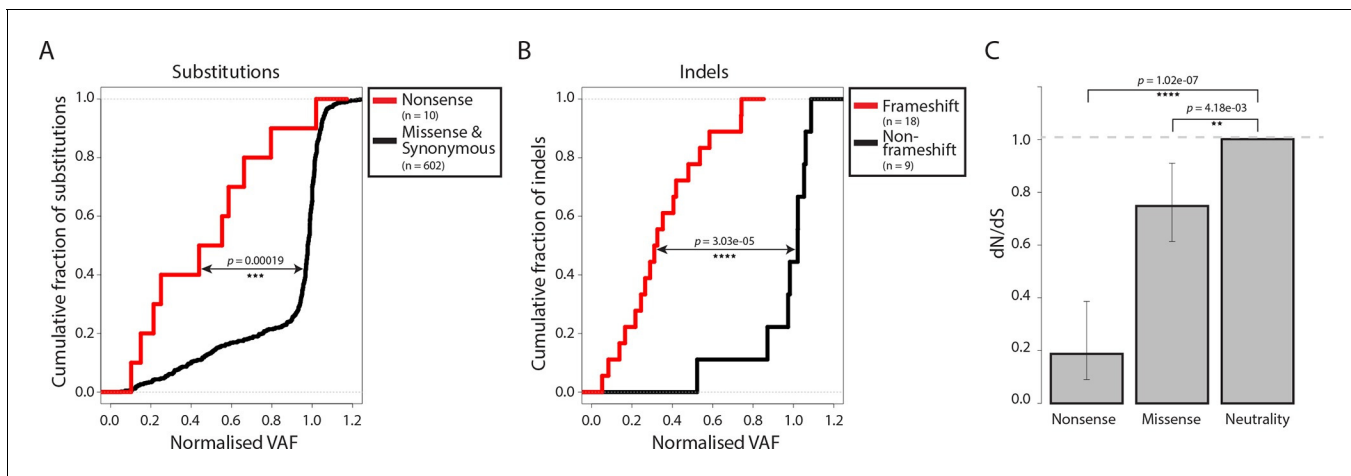 A
Substitutions
Cumulative fraction of substitutions
1.0
0.8
0.6
0.4
0.2
0.0
0.0 0.2 0.4 0.6 0.8 1.0 1.2
Normalised VAF
p = 0.00019
***
Nonsense
(n = 10)
Missense &
Synonymous
(n = 602)
B
Indels
Cumulative fraction of indels
1.0
0.8
0.6
0.4
0.2
0.0
0.0 0.2 0.4 0.6 0.8 1.0 1.2
Normalised VAF
p = 3.03e-05
****
Frameshift
(n = 18)
Non-
frameshift
(n = 9)
C
p = 1.02e-07
****
p = 4.18e-03
**
dN/dS
1.0
0.8
0.6
0.4
0.2
0.0
Nonsense Missense Neutrality